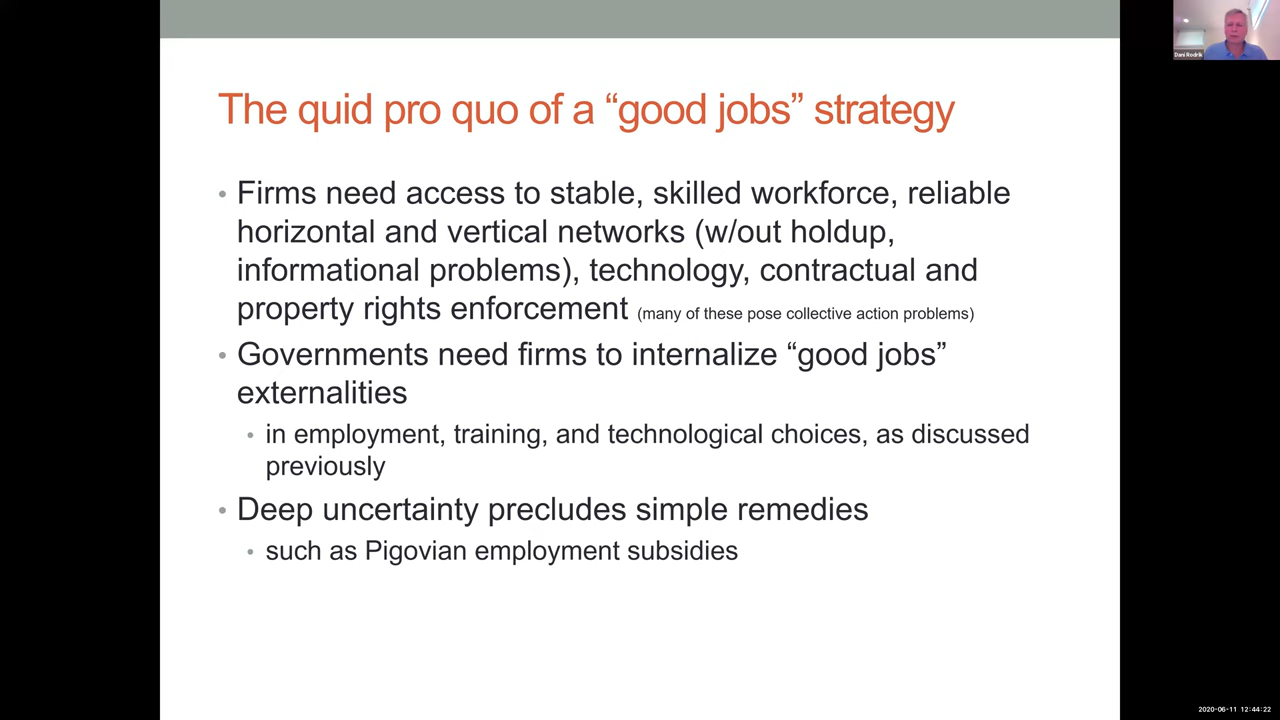 Dani Rodrik
The quid pro quo of a “good jobs” strategy
• Firms need access to stable, skilled workforce, reliable
horizontal and vertical networks (w/out holdup,
informational problems), technology, contractual and
property rights enforcement (many of these pose collective action problems)
• Governments need firms to internalize “good jobs”
externalities
• in employment, training, and technological choices, as discussed
previously
• Deep uncertainty precludes simple remedies
• such as Pigovian employment subsidies
2020-06-11 12:44:22